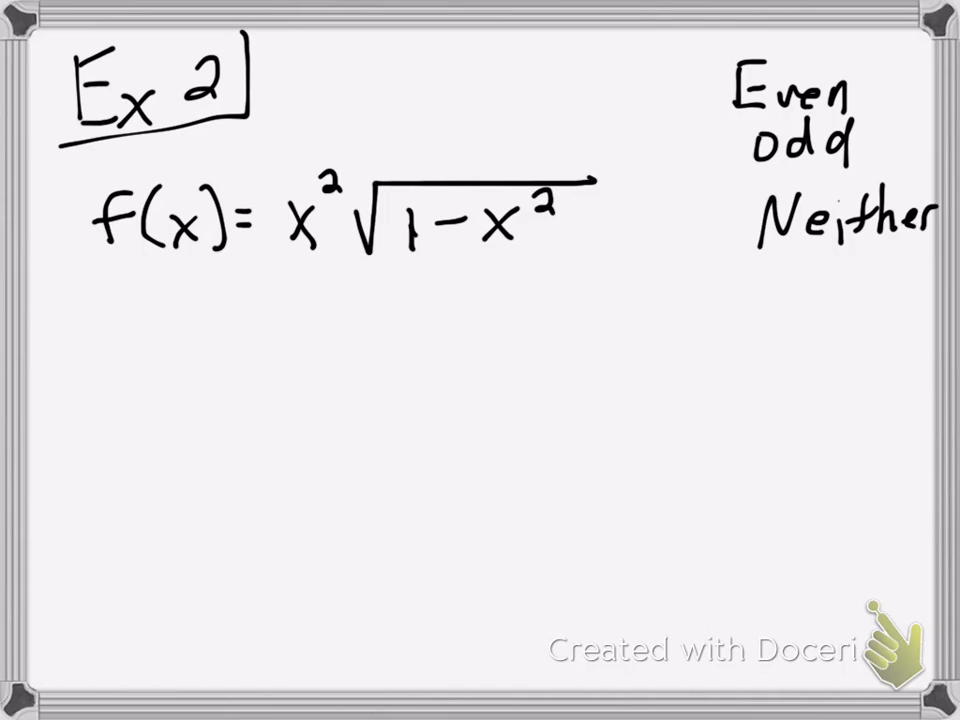 Ex 2
Even
odd
Neither
f(x) = x²√(1 - x²)
Created with Doceri